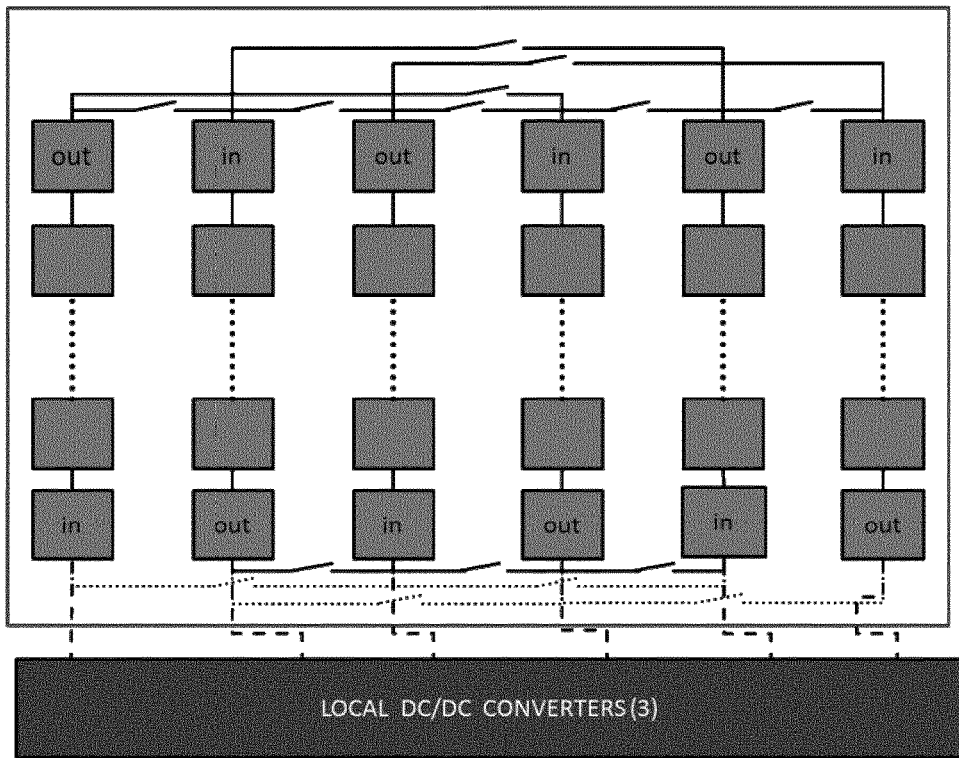 out in out in out in
in out in out in out
LOCAL DC/DC CONVERTERS(3)